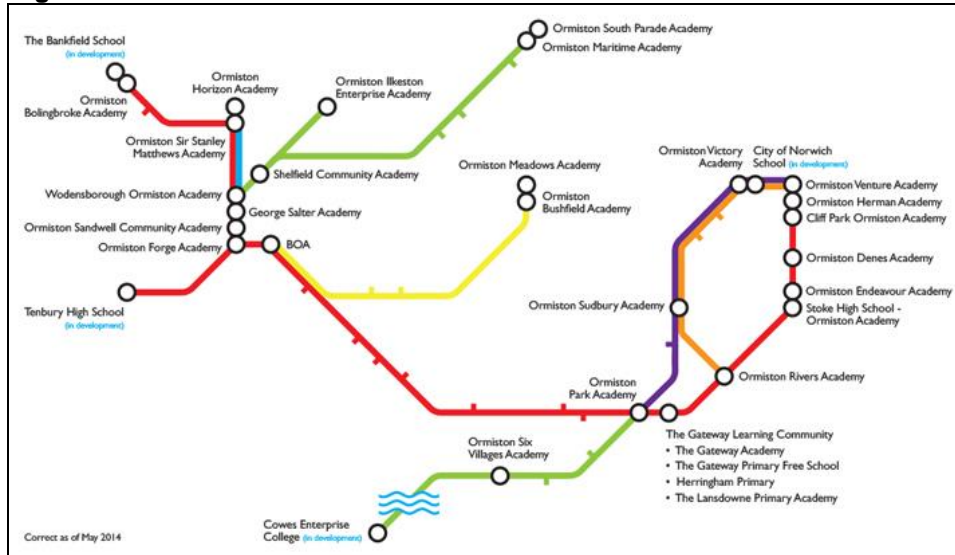 The Bankfield School
(in development)
Ormiston
Bolingbroke Academy
Ormiston
Horizon Academy
Ormiston Sir Stanley
Matthews Academy
Ormiston Ilkeston
Enterprise Academy
Ormiston South Parade Academy
Ormiston Maritime Academy
Shelfield Community Academy
Wodensborough Ormiston Academy
George Salter Academy
Ormiston Sandwell Community Academy
Ormiston Forge Academy
BOA
Tenbury High School
(in development)
Ormiston Meadows Academy
Ormiston
Bushfield Academy
Ormiston Victory
Academy
City of Norwich
School (in development)
Ormiston Venture Academy
Ormiston Herman Academy
Cliff Park Ormiston Academy
Ormiston Denes Academy
Ormiston Endeavour Academy
Stoke High School -
Ormiston Academy
Ormiston Sudbury Academy
Ormiston Rivers Academy
Ormiston
Park Academy
The Gateway Learning Community
• The Gateway Academy
• The Gateway Primary Free School
• Herringham Primary
• The Lansdowne Primary Academy
Ormiston Six
Villages Academy
Cowes Enterprise
College (in development)
Correct as of May 2014